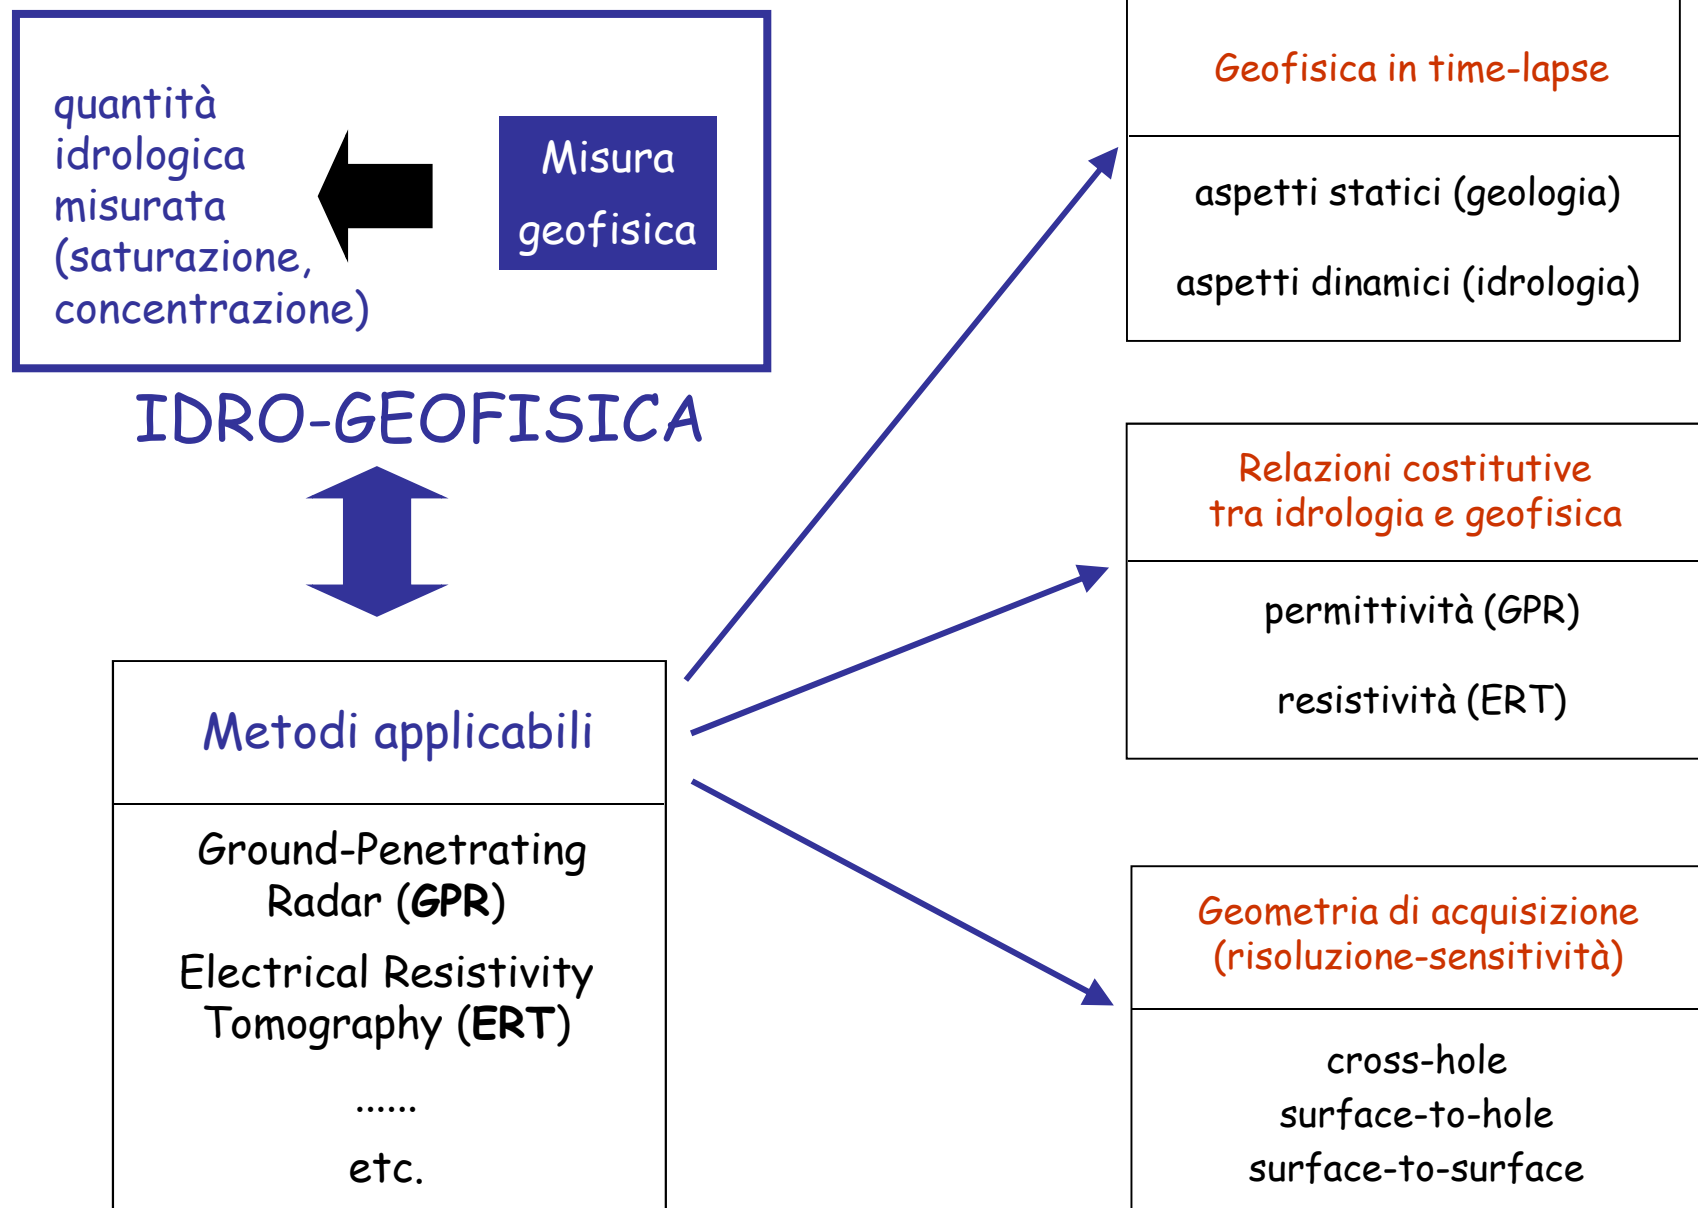 quantità
idrologica
misurata
(saturazione,
concentrazione)
Misura
geofisica
IDRO-GEOFISICA
Metodi applicabili
Ground-Penetrating
Radar (GPR)
Electrical Resistivity
Tomography (ERT)
......
etc.
Geofisica in time-lapse
aspetti statici (geologia)
aspetti dinamici (idrologia)
Relazioni costitutive
tra idrologia e geofisica
permittività (GPR)
resistività (ERT)
Geometria di acquisizione
(risoluzione-sensitività)
cross-hole
surface-to-hole
surface-to-surface